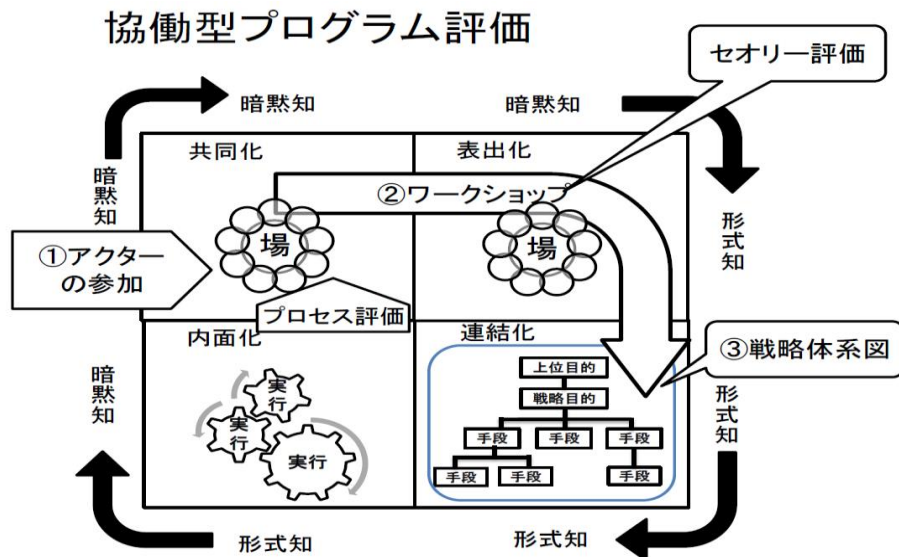 協働型プログラム評価
セオリー評価
暗黙知
暗黙知
共同化
表出化
暗黙知
②ワークショップ
形式知
場
場
①アクター
の参加
プロセス評価
内面化
連結化
③戦略体系図
暗黙知
上位目的
戦略目的
実行
実行
実行
手段
手段
手段
手段
手段
手段
形式知
形式知
形式知